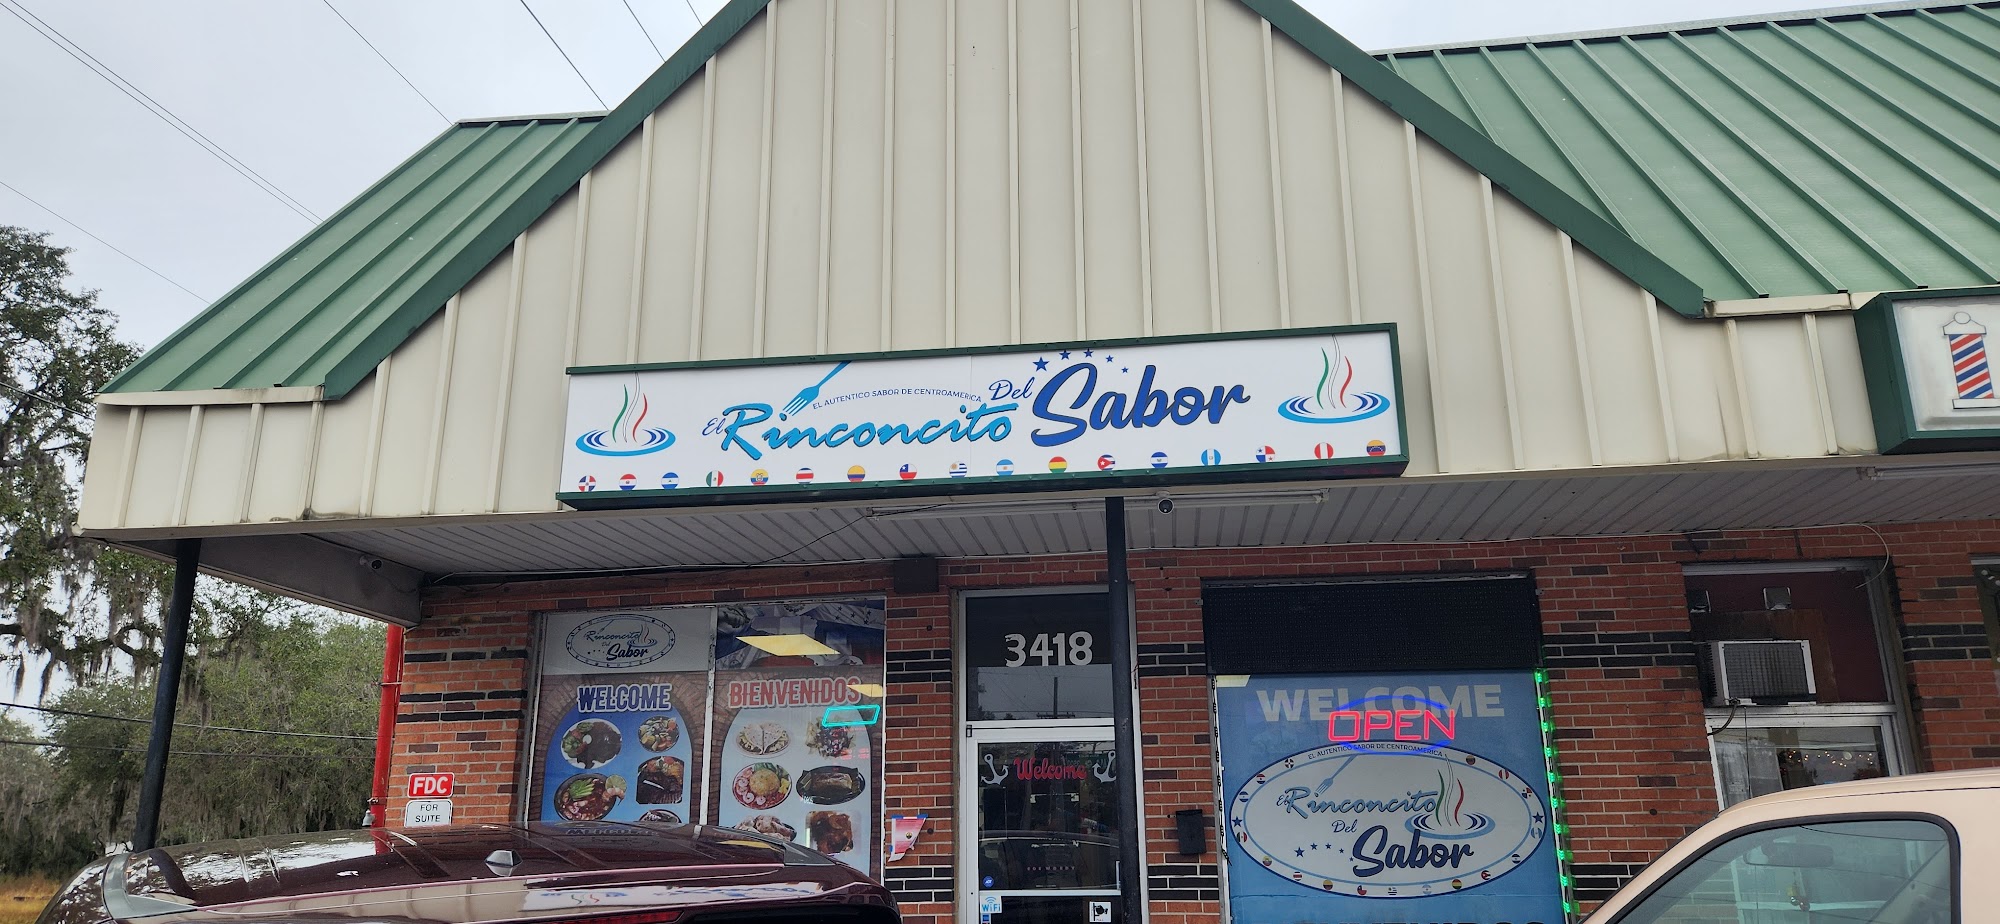 EL AUTENTICO SABOR DE CENTROAMERICA
El Rinconcito Del Sabor
Rinconcito
Del
Sabor
WELCOME
BIENVENIDOS
3418
Welcome
WiFi
FDC
FOR
SUITE
WELCOME
OPEN
EL AUTENTICO SABOR DE CENTROAMERICA
El Rinconcito
Del
Sabor